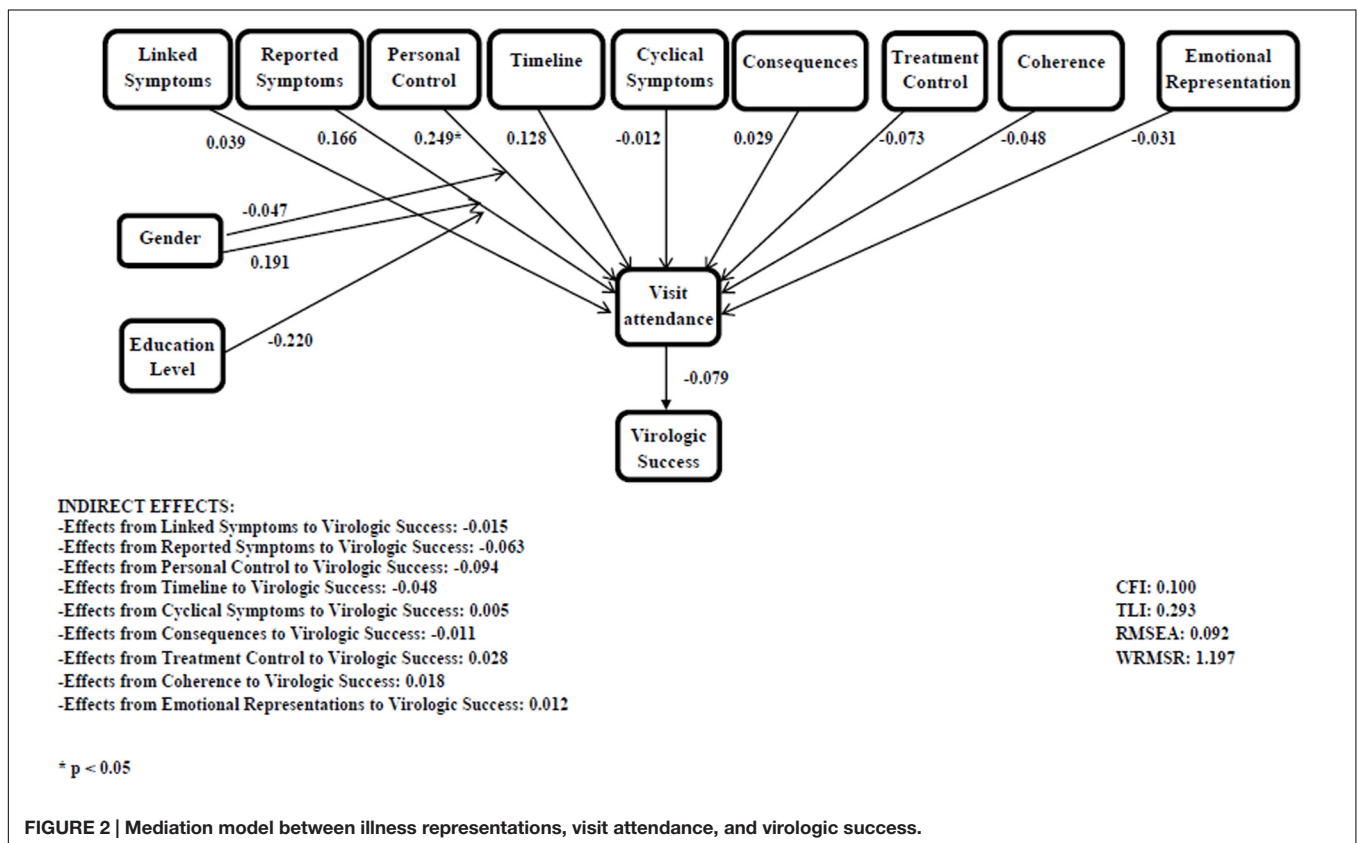 Linked
Symptoms
Reported
Symptoms
Personal
Control
Timeline
Cyclical
Symptoms
Consequences
Treatment
Control
Coherence
Emotional
Representation
0.039
0.166
0.249*
0.128
-0.012
0.029
-0.073
-0.048
-0.031
Gender
-0.047
0.191
Education
Level
-0.220
Visit
attendance
-0.079
Virologic
Success
INDIRECT EFFECTS:
-Effects from Linked Symptoms to Virologic Success: -0.015
-Effects from Reported Symptoms to Virologic Success: -0.063
-Effects from Personal Control to Virologic Success: -0.094
-Effects from Timeline to Virologic Success: -0.048
-Effects from Cyclical Symptoms to Virologic Success: 0.005
-Effects from Consequences to Virologic Success: -0.011
-Effects from Treatment Control to Virologic Success: 0.028
-Effects from Coherence to Virologic Success: 0.018
-Effects from Emotional Representations to Virologic Success: 0.012
CFI: 0.100
TLI: 0.293
RMSEA: 0.092
WRMSR: 1.197
* p < 0.05
FIGURE 2 | Mediation model between illness representations, visit attendance, and virologic success.